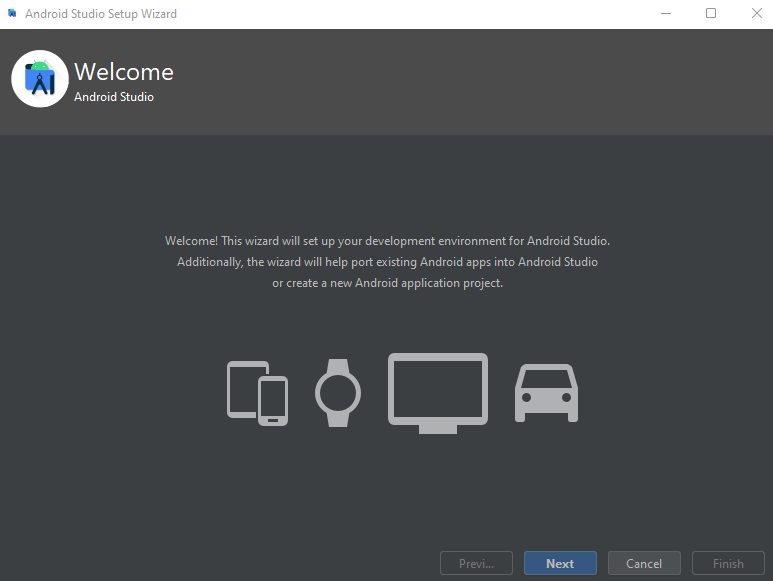 Android Studio Setup Wizard
Welcome
Android Studio
Welcome! This wizard will set up your development environment for Android Studio.
Additionally, the wizard will help port existing Android apps into Android Studio
or create a new Android application project.
Previ...
Next
Cancel
Finish